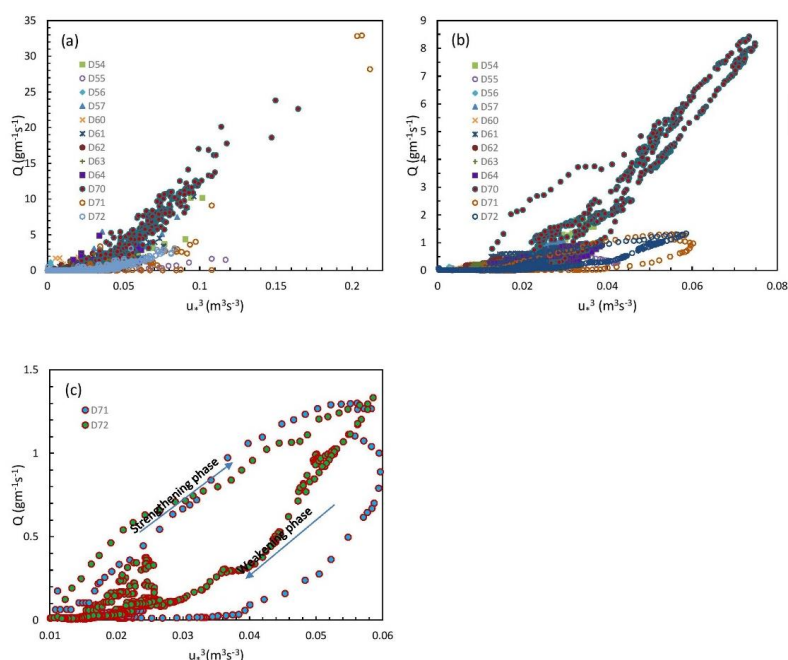 (a)
35
30
25
20
15
10
5
0
Q (gm⁻¹s⁻¹)
D54
D55
D56
D57
D60
D61
D62
D63
D64
D70
D71
D72
0 0.05 0.1 0.15 0.2
u*³ (m³s⁻³)
(b)
9
8
7
6
5
4
3
2
1
0
Q (gm⁻¹s⁻¹)
D54
D55
D56
D57
D60
D61
D62
D63
D64
D70
D71
D72
0 0.02 0.04 0.06 0.08
u*³ (m³s⁻³)
(c)
1.5
1
0.5
0
Q (gm⁻¹s⁻¹)
D71
D72
Strengthening phase
Weakening phase
0.01 0.02 0.03 0.04 0.05 0.06
u*³(m³s⁻³)